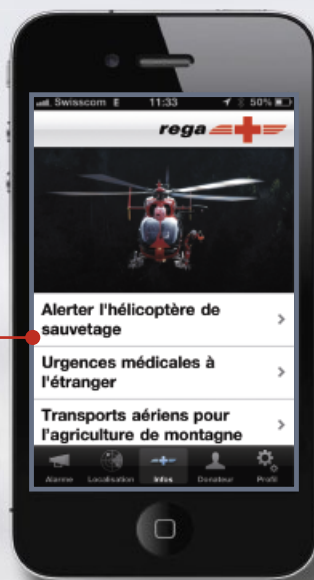 Swisscom E 11:33 50%
rega
Alerter l'hélicoptère de
sauvetage
Urgences médicales à
l'étranger
Transports aériens pour
l'agriculture de montagne
Alarme Localisation Infos Donateur Profil